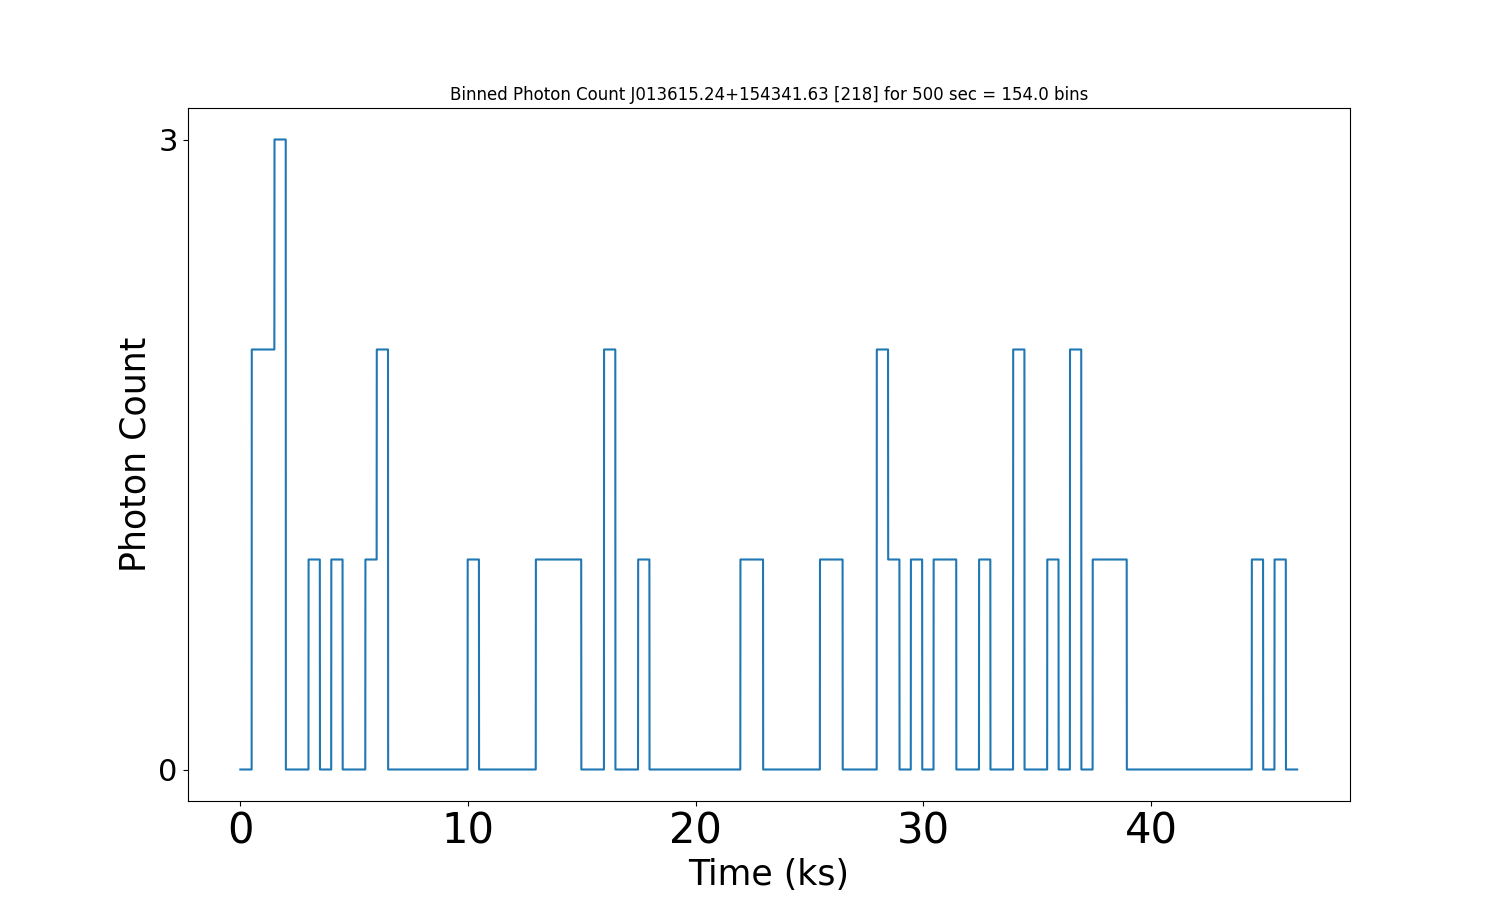 Binned Photon Count J013615.24+154341.63 [218] for 500 sec = 154.0 bins
3
Photon Count
0
0 10 20 30 40
Time (ks)